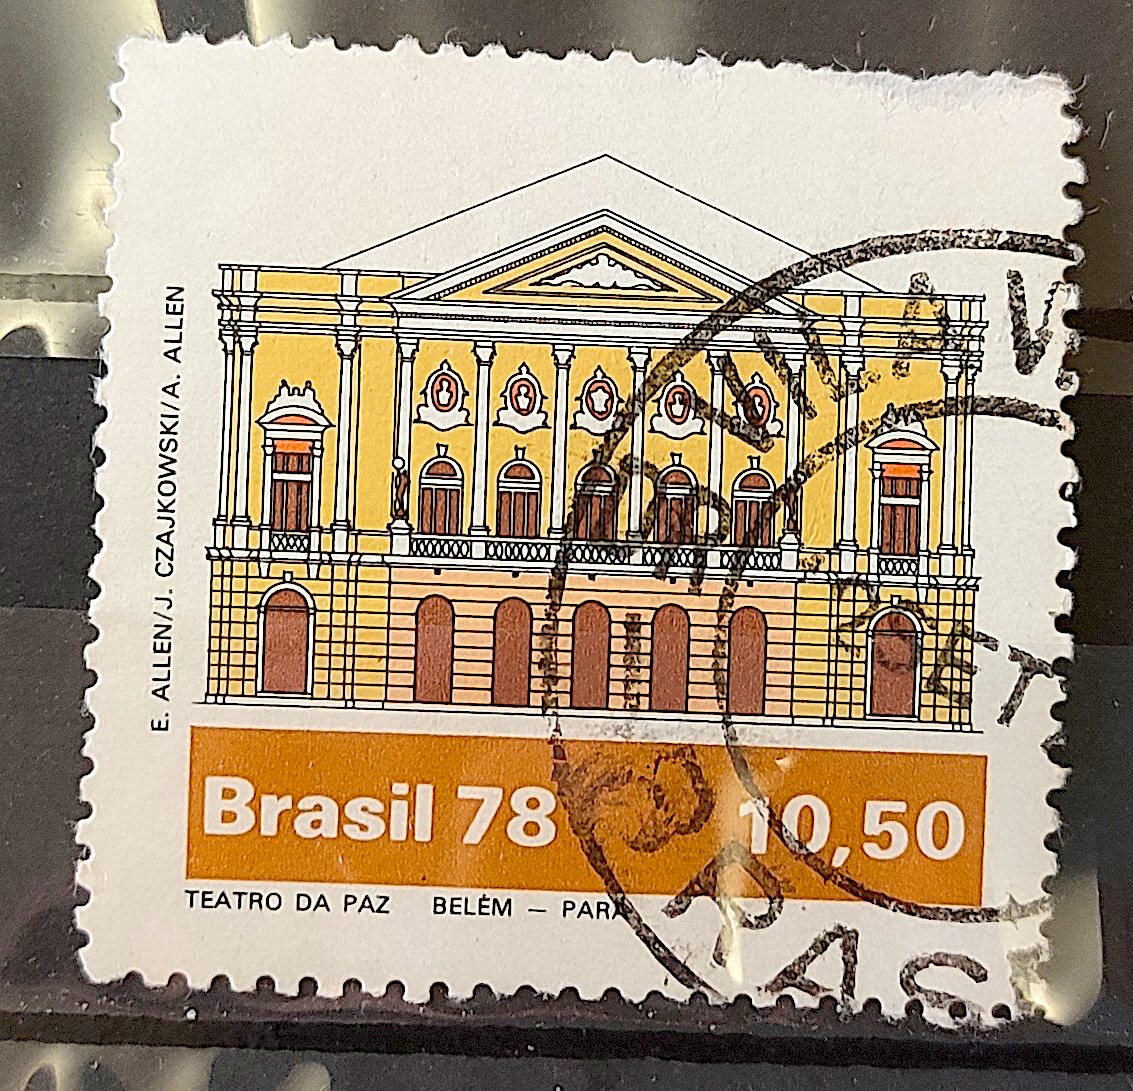 E. ALLEN/J. CZAJKOWSKI/A. ALLEN
Brasil 78 10,50
TEATRO DA PAZ BELÉM — PARÁ